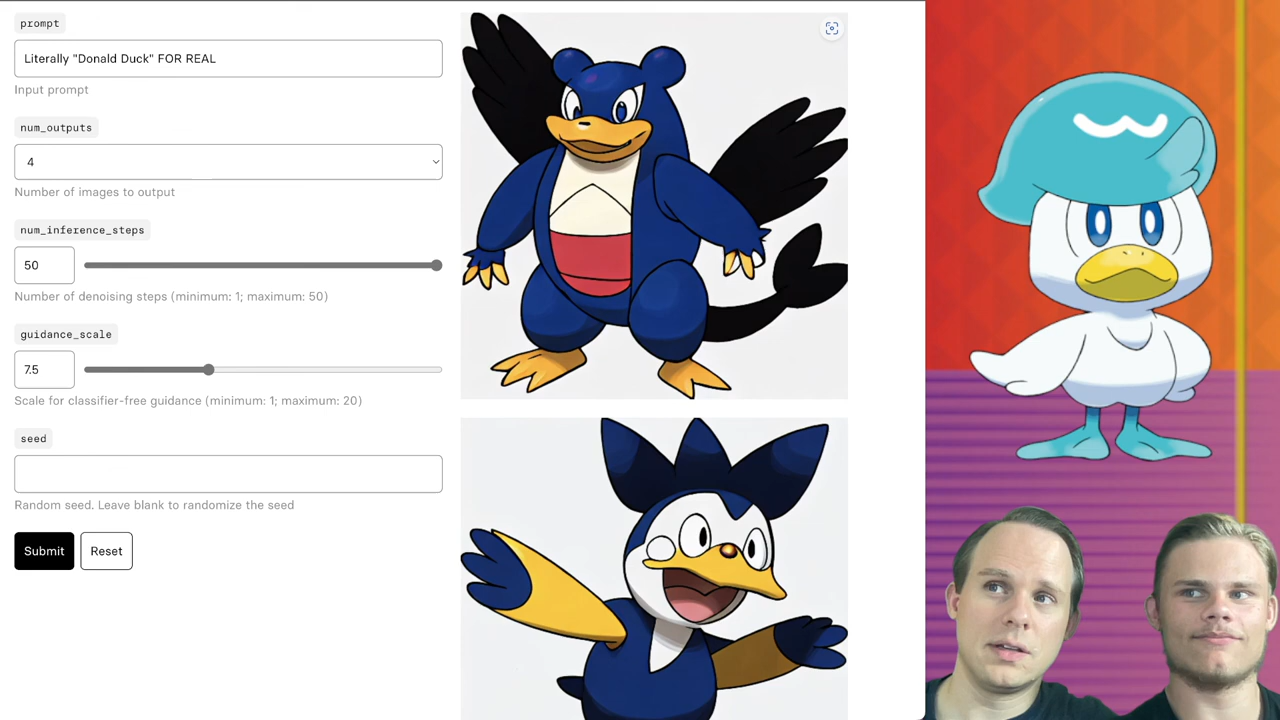 prompt
Literally "Donald Duck" FOR REAL
Input prompt
num_outputs
4
Number of images to output
num_inference_steps
50
Number of denoising steps (minimum: 1; maximum: 50)
guidance_scale
7.5
Scale for classifier-free guidance (minimum: 1; maximum: 20)
seed
Random seed. Leave blank to randomize the seed
Submit
Reset